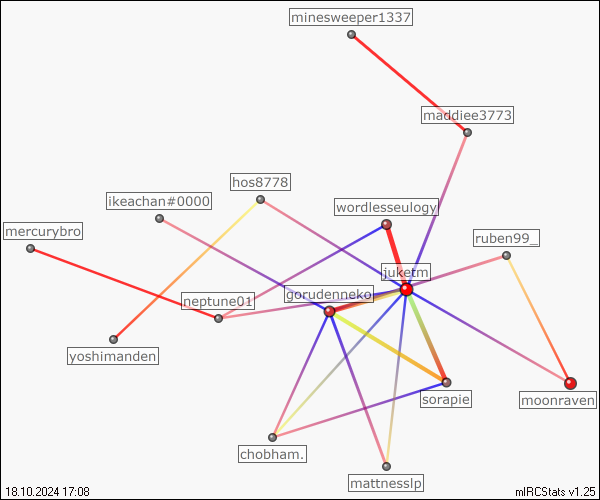 minesweeper1337
maddiee3773
hos8778
ikeachan#0000
wordlesseulogy
mercurybro
ruben99_
juketm
gorudenneko
neptune01
yoshimanden
sorapie
moonraven
chobham.
mattnesslp
18.10.2024 17:08
mIRCStats v1.25